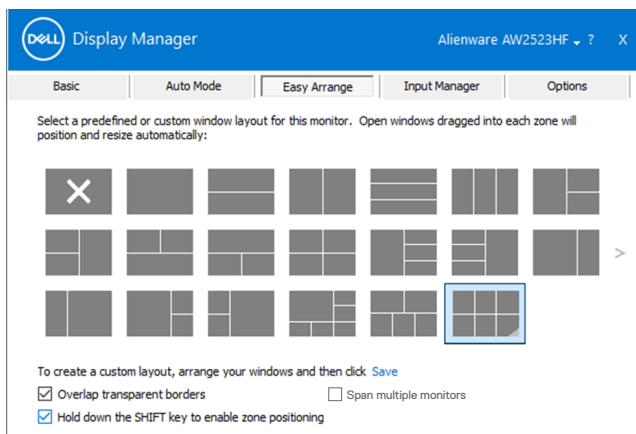 DELL Display Manager Alienware AW2523HF ? X
Basic Auto Mode Easy Arrange Input Manager Options
Select a predefined or custom window layout for this monitor. Open windows dragged into each zone will
position and resize automatically:
To create a custom layout, arrange your windows and then click Save
Overlap transparent borders Span multiple monitors
Hold down the SHIFT key to enable zone positioning